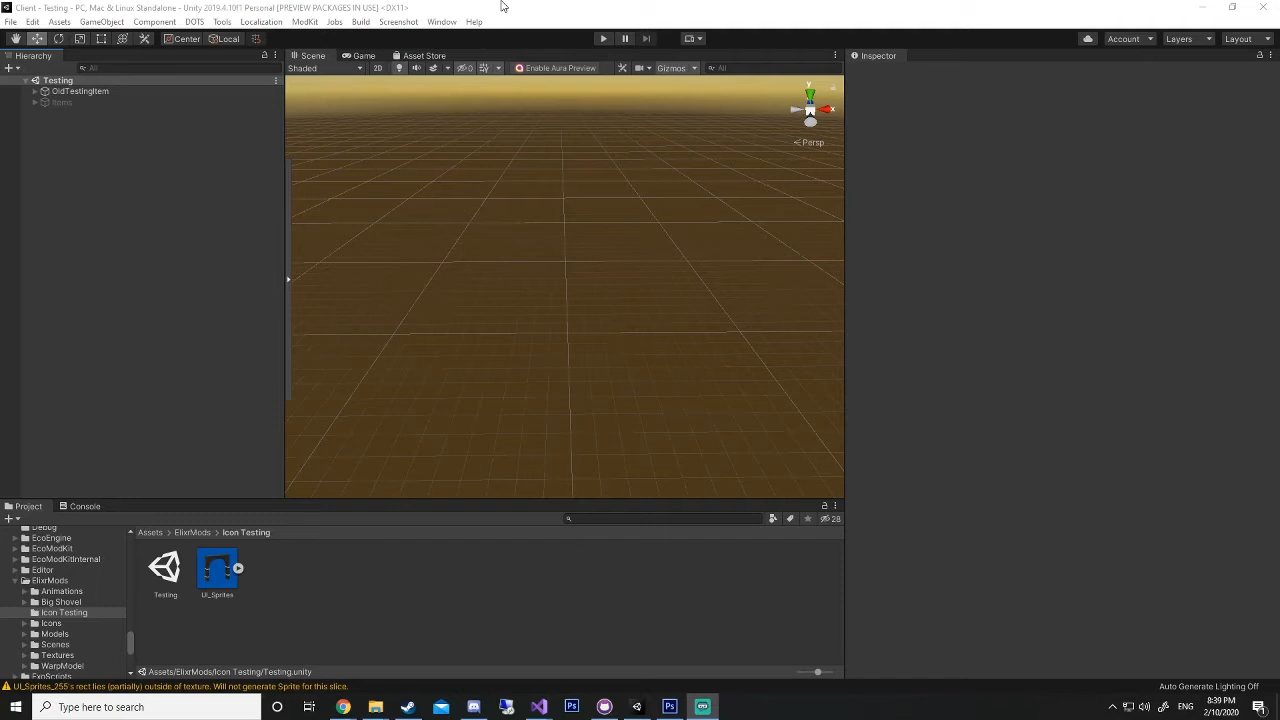 Client - Testing - PC, Mac & Linux Standalone - Unity 2019.4.10f1 Personal [PREVIEW PACKAGES IN USE] <DX11>
File Edit Assets GameObject Component DOTS Tools Localization ModKit Jobs Build Screenshot Window Help
Center Local Account Layers Layout
Hierarchy
All
Testing
OldTestingItem
Items
Scene Game Asset Store
Shaded 2D 0 Enable Aura Preview Gizmos All
y
x
Persp
Inspector
Project Console
28
Debug
EcoEngine
EcoModKit
EcoModKitInternal
Editor
ElixrMods
Animations
Big Shovel
Icon Testing
Icons
Models
Scenes
Textures
WarpModel
ExoScripts
Assets > ElixrMods > Icon Testing
Testing
UI_Sprites
Assets/ElixrMods/Icon Testing/Testing.unity
UI_Sprites_255's rect lies (partially) outside of texture. Will not generate Sprite for this slice.
Auto Generate Lighting Off
Type here to search
8:39 PM
2/10/2020